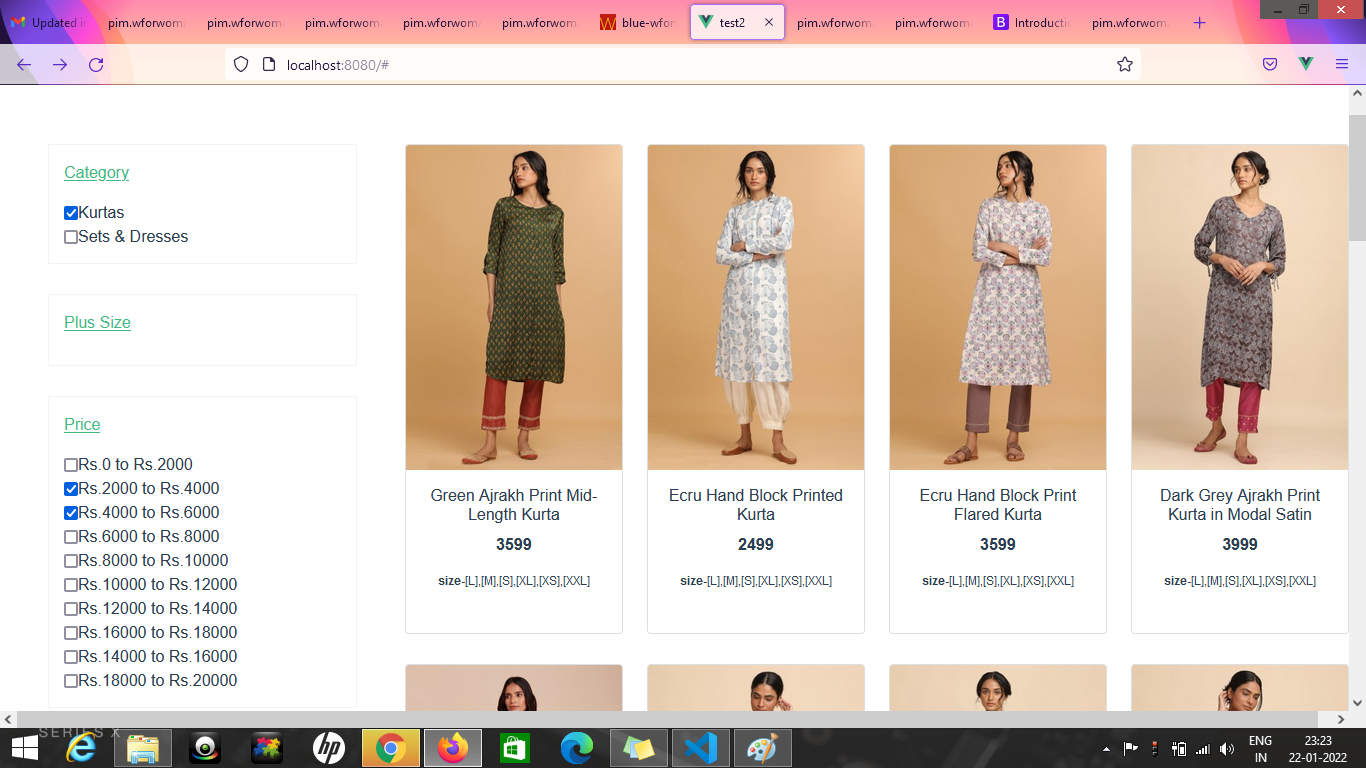 Updated i
pim.wforwom
pim.wforwom
pim.wforwom
pim.wforwom
blue-wfor
test2
pim.wforwom
pim.wforwom
Introducti
pim.wforwom
localhost:8080/#
Category
Kurtas
Sets & Dresses
Plus Size
Price
Rs.0 to Rs.2000
Rs.2000 to Rs.4000
Rs.4000 to Rs.6000
Rs.6000 to Rs.8000
Rs.8000 to Rs.10000
Rs.10000 to Rs.12000
Rs.12000 to Rs.14000
Rs.16000 to Rs.18000
Rs.14000 to Rs.16000
Rs.18000 to Rs.20000
Green Ajrakh Print Mid-
Length Kurta
3599
size-[L],[M],[S],[XL],[XS],[XXL]
Ecru Hand Block Printed
Kurta
2499
size-[L],[M],[S],[XL],[XS],[XXL]
Ecru Hand Block Print
Flared Kurta
3599
size-[L],[M],[S],[XL],[XS],[XXL]
Dark Grey Ajrakh Print
Kurta in Modal Satin
3999
size-[L],[M],[S],[XL],[XS],[XXL]
SERIES X
hp
ENG
IN
23:23
22-01-2022